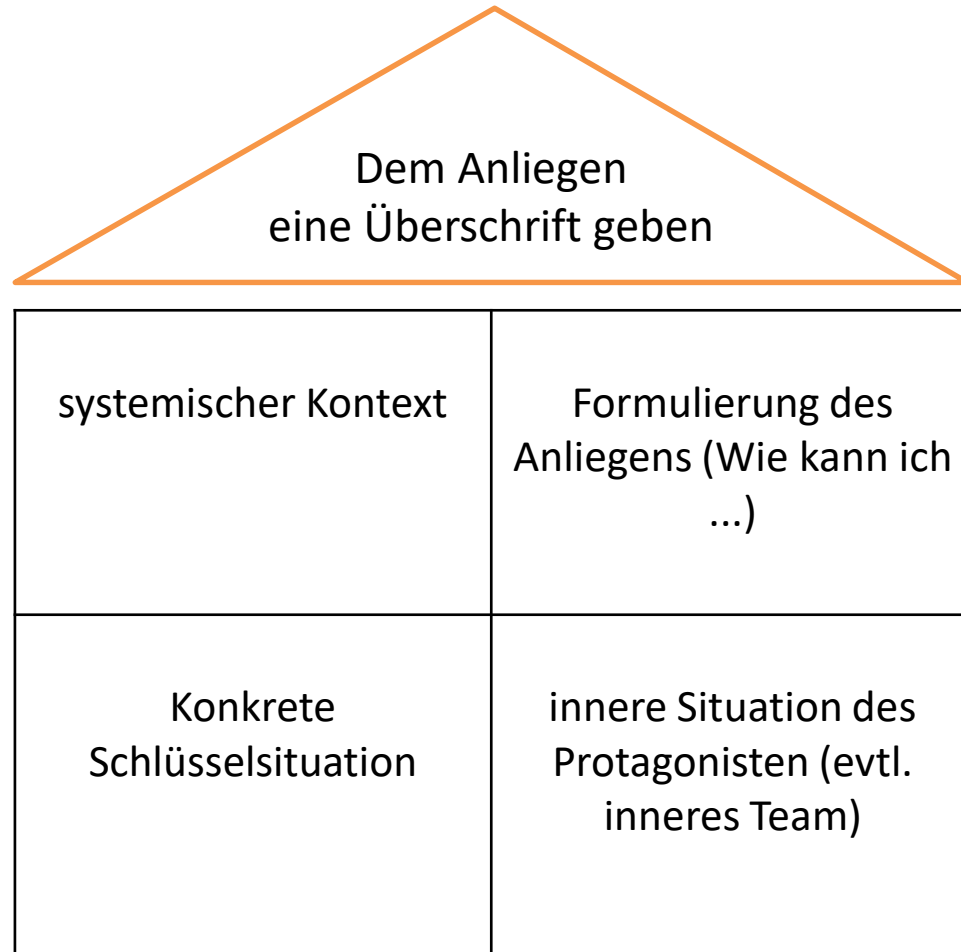 Dem Anliegen
eine Überschrift geben
systemischer Kontext
Formulierung des
Anliegens (Wie kann ich
...)
Konkrete
Schlüsselsituation
innere Situation des
Protagonisten (evtl.
inneres Team)